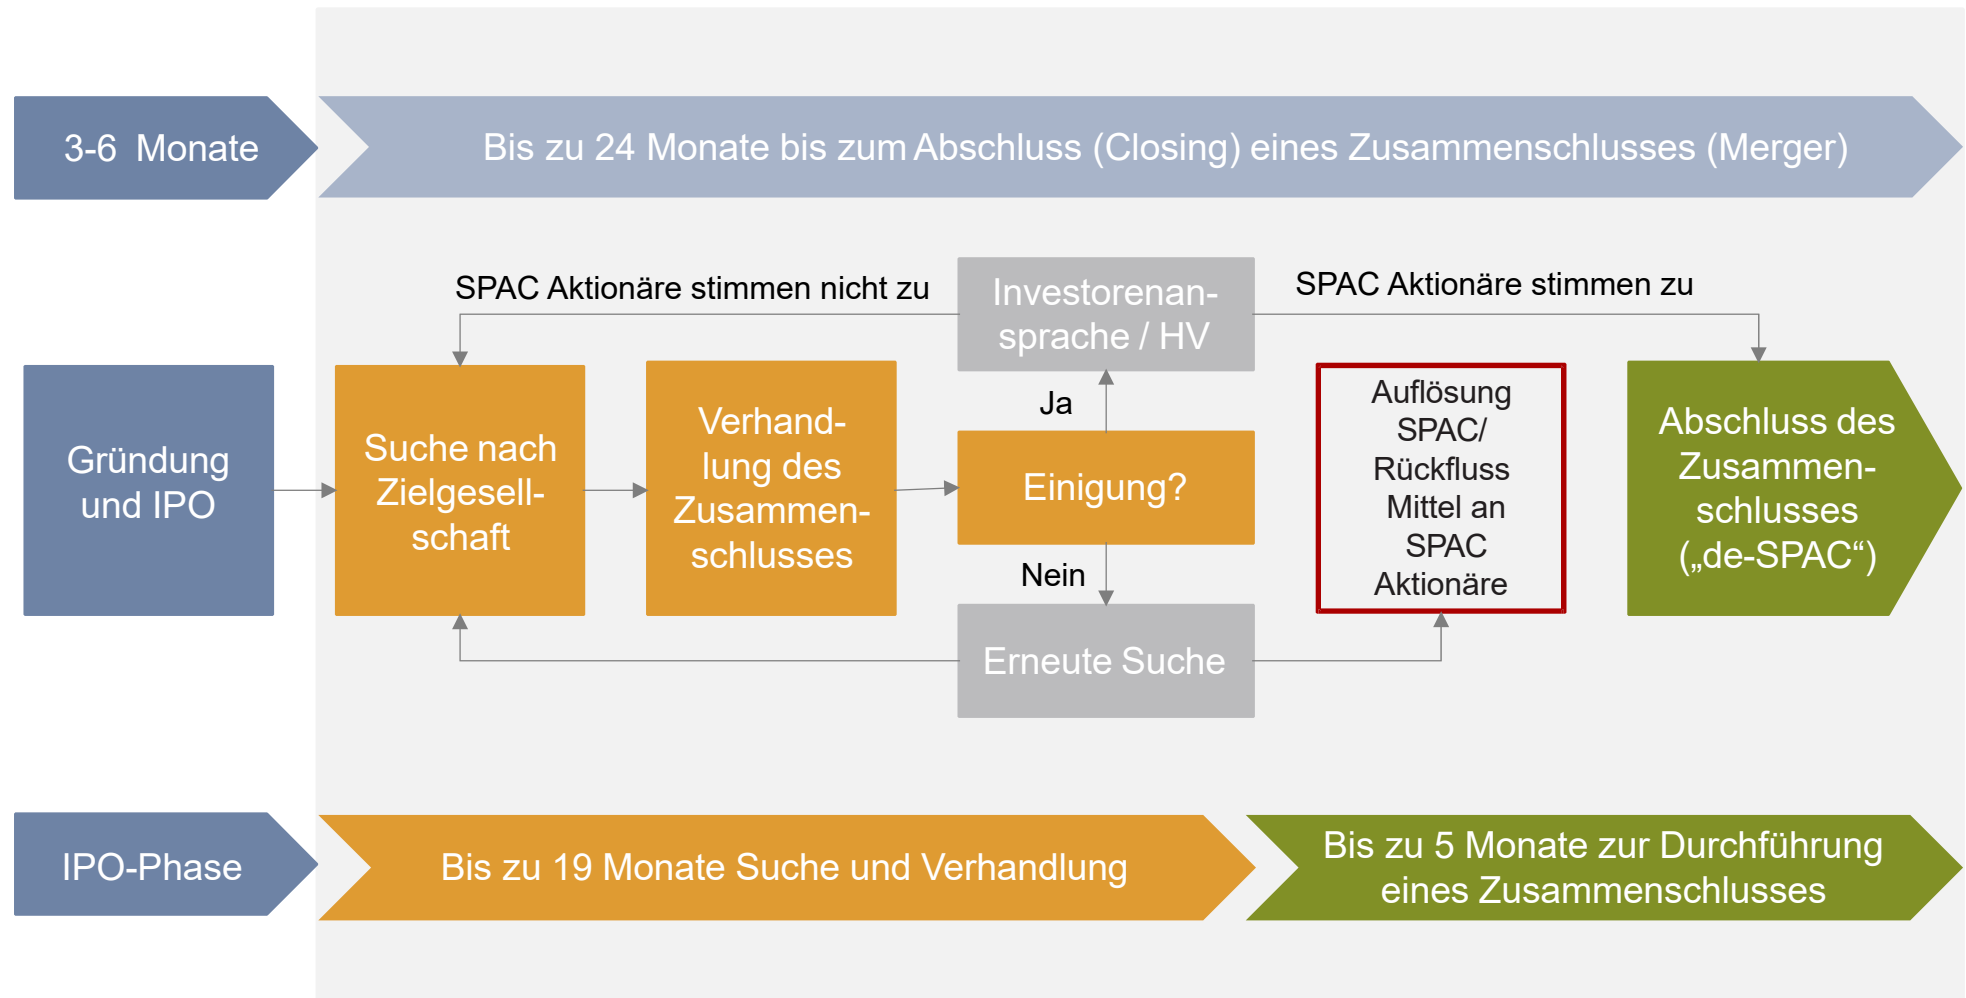 3-6 Monate
Bis zu 24 Monate bis zum Abschluss (Closing) eines Zusammenschlusses (Merger)
SPAC Aktionäre stimmen nicht zu
Investorenan-
sprache / HV
SPAC Aktionäre stimmen zu
Gründung
und IPO
Suche nach
Zielgesell-
schaft
Verhand-
lung des
Zusammen-
schlusses
Ja
Einigung?
Nein
Erneute Suche
Auflösung
SPAC/
Rückfluss
Mittel an
SPAC
Aktionäre
Abschluss des
Zusammen-
schlusses
(„de-SPAC“)
IPO-Phase
Bis zu 19 Monate Suche und Verhandlung
Bis zu 5 Monate zur Durchführung
eines Zusammenschlusses